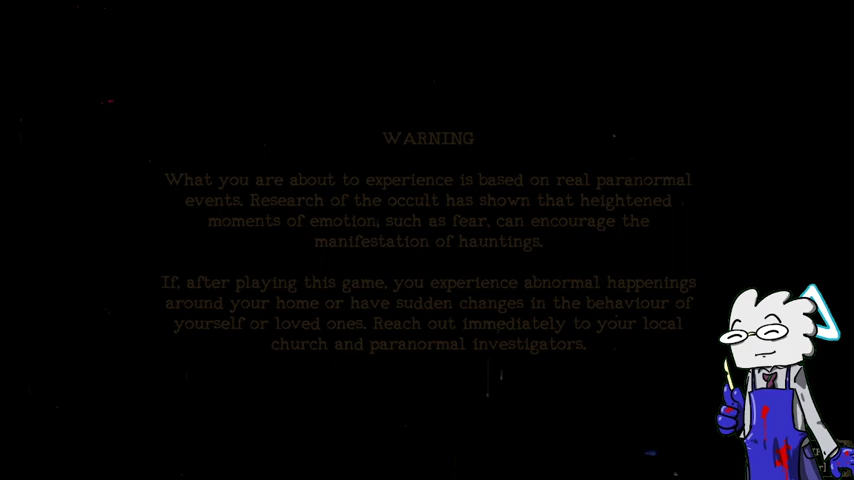 WARNING
What you are about to experience is based on real paranormal
events. Research of the occult has shown that heightened
moments of emotion, such as fear, can encourage the
manifestation of hauntings.
If, after playing this game, you experience abnormal happenings
around your home or have sudden changes in the behaviour of
yourself or loved ones. Reach out immediately to your local
church and paranormal investigators.